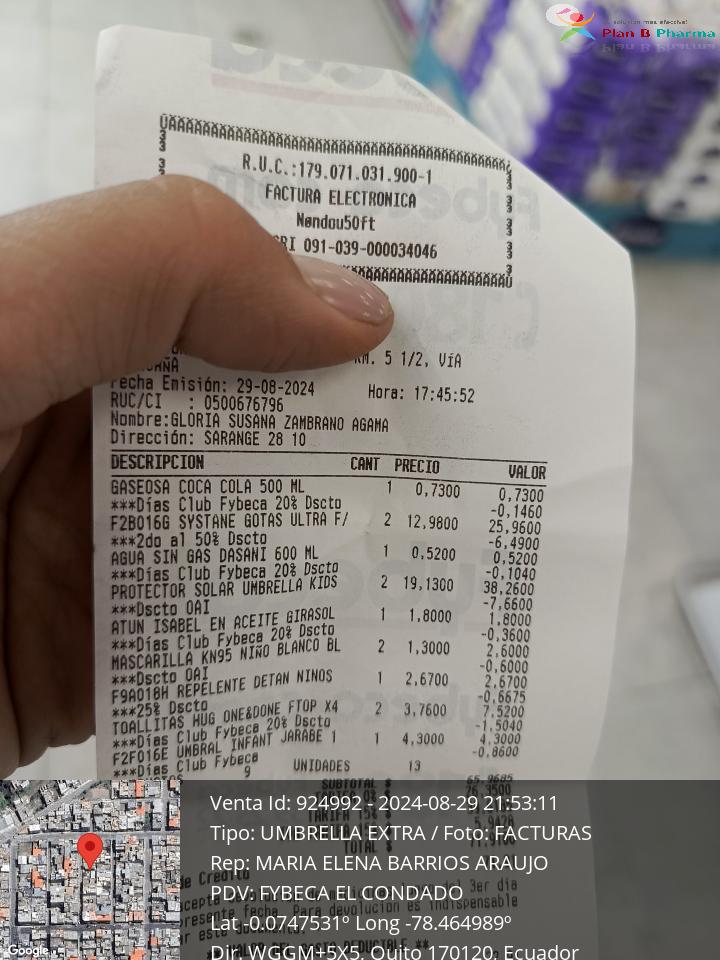 la solución más efectiva!
Plan B Pharma
R.U.C.:179.071.031.900-1
FACTURA ELECTRONICA
Nandou50ft
SRI 091-039-000034046
KM. 5 1/2, VíA
Fecha Emisión: 29-08-2024 Hora: 17:45:52
RUC/CI : 0500676796
Nombre:GLORIA SUSANA ZAMBRANO AGAMA
Dirección: SARANGE 28 10
DESCRIPCION CANT PRECIO VALOR
GASEOSA COCA COLA 500 ML 1 0,7300 0,7300
***Días Club Fybeca 20% Dscto -0,1460
F2B016G SYSTANE GOTAS ULTRA F/ 2 12,9800 25,9600
***2do al 50% Dscto -6,4900
AGUA SIN GAS DASANI 600 ML 1 0,5200 0,5200
***Días Club Fybeca 20% Dscto -0,1040
PROTECTOR SOLAR UMBRELLA KIDS 2 19,1300 38,2600
***Dscto OAI -7,6600
ATUN ISABEL EN ACEITE GIRASOL 1 1,8000 1,8000
***Días Club Fybeca 20% Dscto -0,3600
MASCARILLA KN95 NIÑO BLANCO BL 2 1,3000 2,6000
***Dscto OAI -0,6000
F9A018H REPELENTE DETAN NINOS 1 2,6700 2,6700
***25% Dscto -0,6675
TOALLITAS HUG ONE&DONE FTOP X4 2 3,7600 7,5200
***Días Club Fybeca 20% Dscto -1,5040
F2F016E UMBRAL INFANT JARABE 1 1 4,3000 4,3000
***Días Club Fybeca -0,8600
9 UNIDADES 13
SUBTOTAL $ 65,9685
TARIFA 15%
TOTAL $
Venta Id: 924992 - 2024-08-29 21:53:11
Tipo: UMBRELLA EXTRA / Foto: FACTURAS
Rep: MARIA ELENA BARRIOS ARAUJO
PDV: FYBECA EL CONDADO
Lat -0.0747531º Long -78.464989º
Dir. WGGM+5X5, Quito 170120, Ecuador
Google